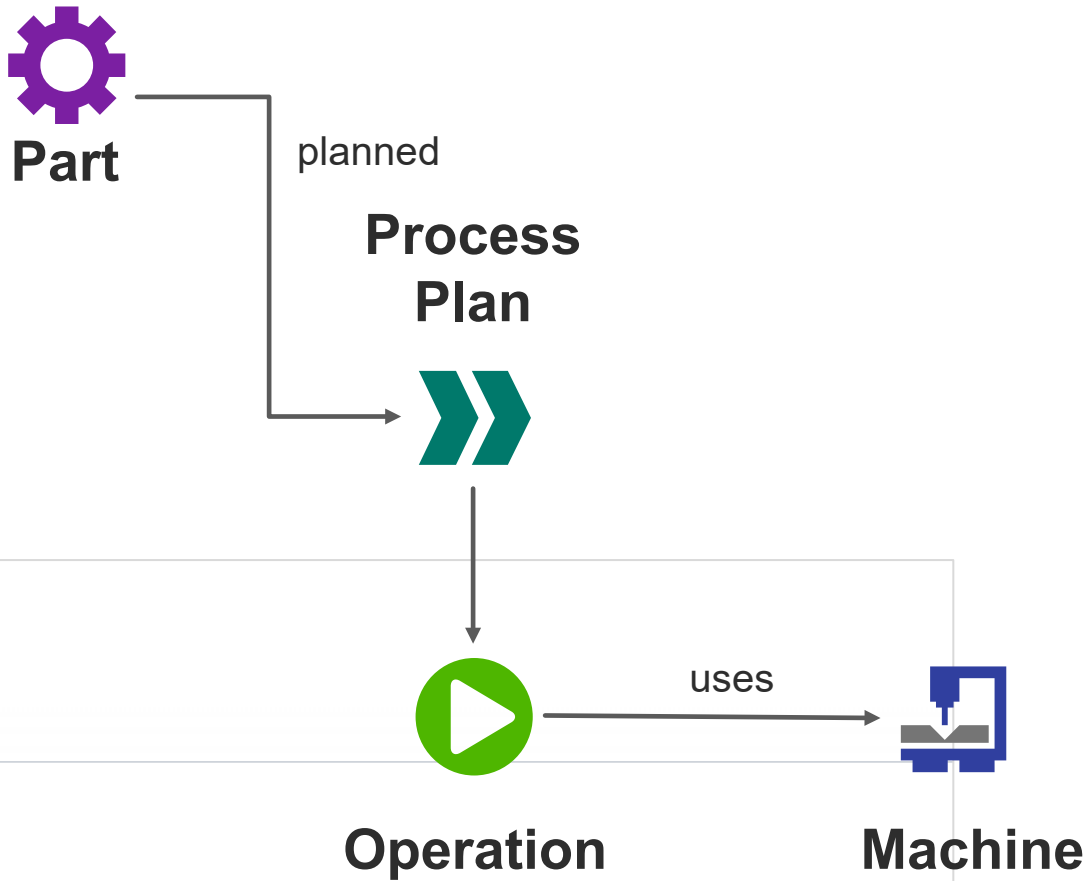 Part
planned
Process
Plan
uses
Operation
Machine